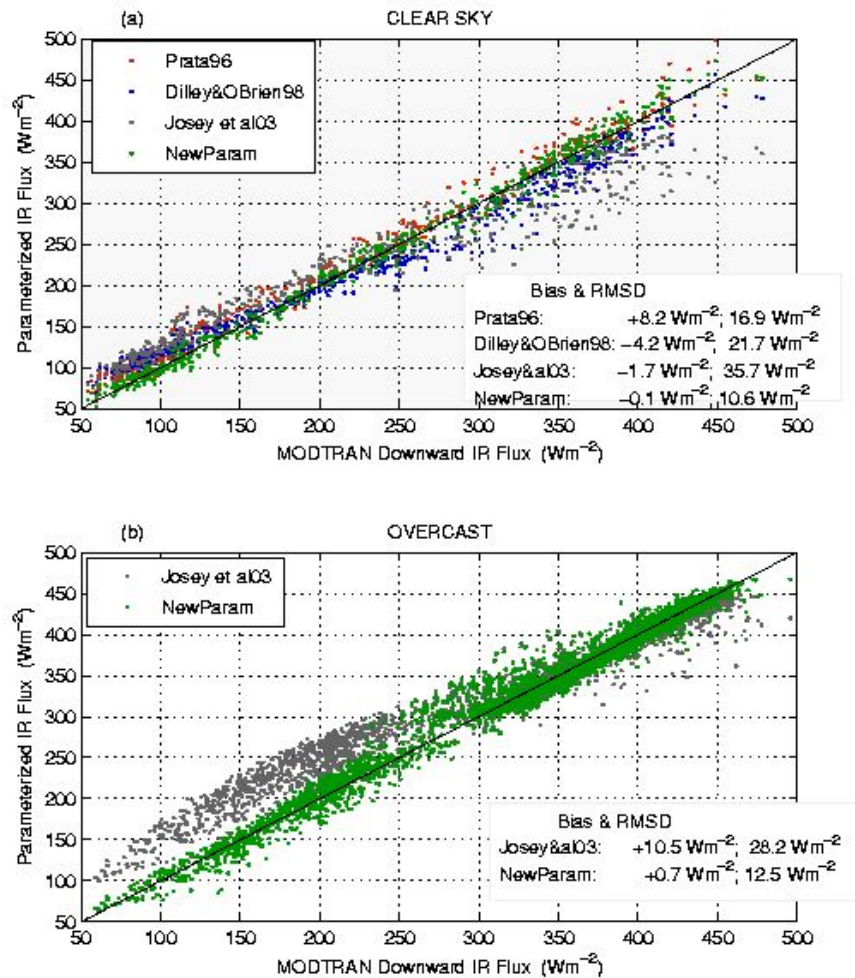 (a) CLEAR SKY
Parameterized IR Flux (Wm−2)
500
450
400
350
300
250
200
150
100
50
Prata96
Dilley&OBrien98
Josey et al03
NewParam
Bias & RMSD
Prata96: +8.2 Wm−2; 16.9 Wm−2
Dilley&OBrien98: −4.2 Wm−2; 21.7 Wm−2
Josey&al03: −1.7 Wm−2; 35.7 Wm−2
NewParam: −0.1 Wm−2; 10.6 Wm−2
50 100 150 200 250 300 350 400 450 500
MODTRAN Downward IR Flux (Wm−2)
(b) OVERCAST
Parameterized IR Flux (Wm−2)
500
450
400
350
300
250
200
150
100
50
Josey et al03
NewParam
Bias & RMSD
Josey&al03: +10.5 Wm−2; 28.2 Wm−2
NewParam: +0.7 Wm−2; 12.5 Wm−2
50 100 150 200 250 300 350 400 450 500
MODTRAN Downward IR Flux (Wm−2)